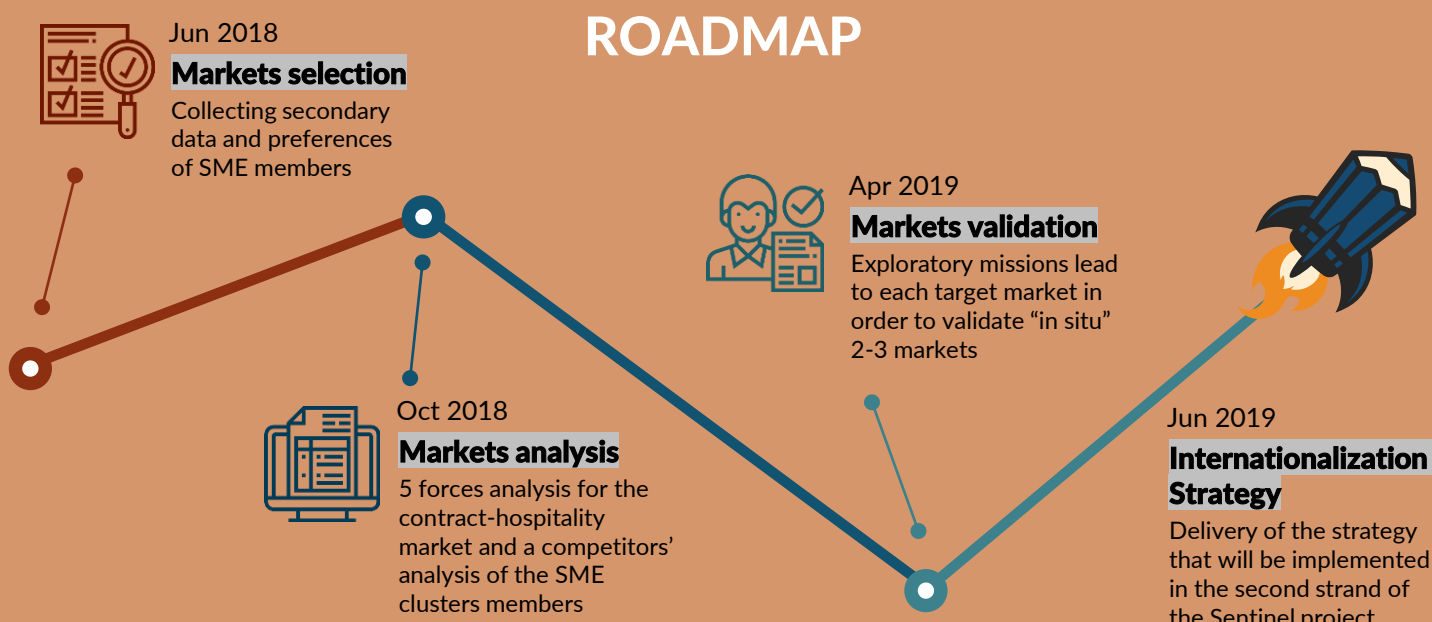 ROADMAP
Jun 2018
Markets selection
Collecting secondary
data and preferences
of SME members
Oct 2018
Markets analysis
5 forces analysis for the
contract-hospitality
market and a competitors’
analysis of the SME
clusters members
Apr 2019
Markets validation
Exploratory missions lead
to each target market in
order to validate “in situ”
2-3 markets
Jun 2019
Internationalization
Strategy
Delivery of the strategy
that will be implemented
in the second strand of
the Sentinel project